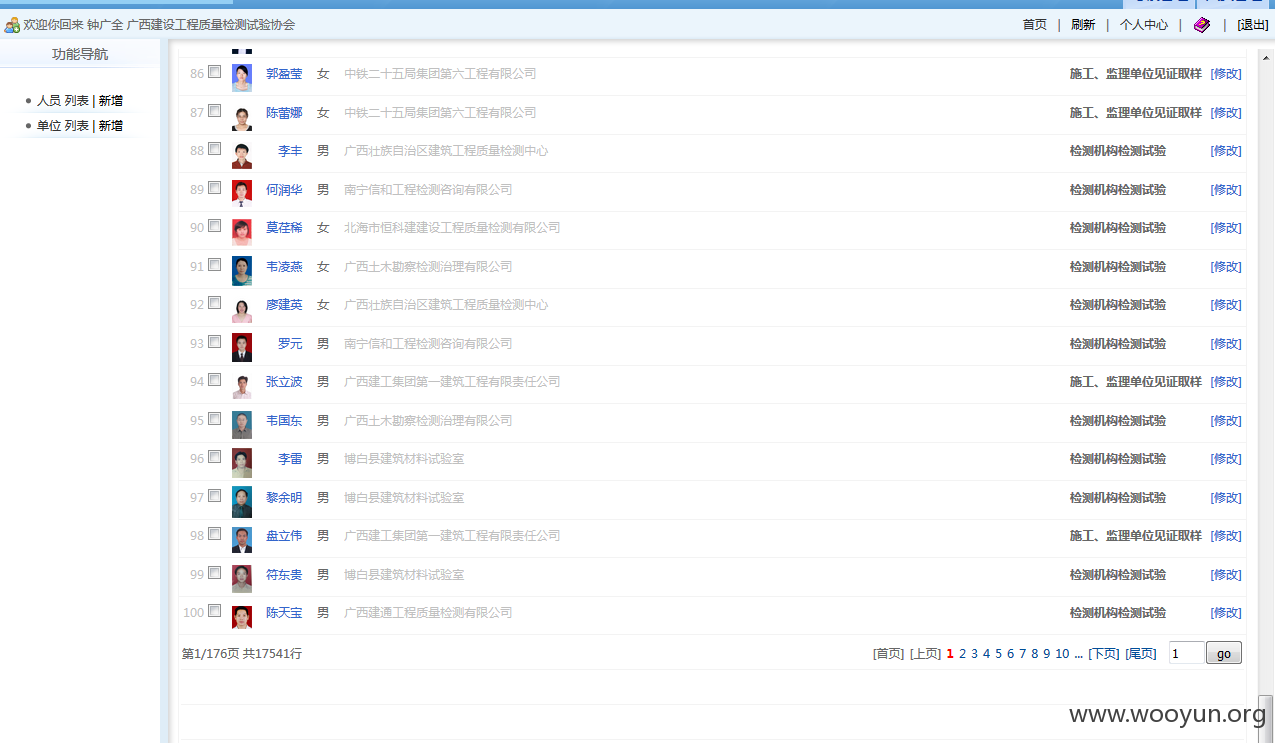 欢迎你回来 钟广全 广西建设工程质量检测试验协会
首页 | 刷新 | 个人中心 | | [退出]
功能导航
人员 列表 | 新增
单位 列表 | 新增
86 郭盈莹 女 中铁二十五局集团第六工程有限公司 施工、监理单位见证取样 [修改]
87 陈蕾娜 女 中铁二十五局集团第六工程有限公司 施工、监理单位见证取样 [修改]
88 李丰 男 广西壮族自治区建筑工程质量检测中心 检测机构检测试验 [修改]
89 何润华 男 南宁信和工程检测咨询有限公司 检测机构检测试验 [修改]
90 莫荏稀 女 北海市恒科建建设工程质量检测有限公司 检测机构检测试验 [修改]
91 韦凌燕 女 广西土木勘察检测治理有限公司 检测机构检测试验 [修改]
92 廖建英 女 广西壮族自治区建筑工程质量检测中心 检测机构检测试验 [修改]
93 罗元 男 南宁信和工程检测咨询有限公司 检测机构检测试验 [修改]
94 张立波 男 广西建工集团第一建筑工程有限责任公司 施工、监理单位见证取样 [修改]
95 韦国东 男 广西土木勘察检测治理有限公司 检测机构检测试验 [修改]
96 李雷 男 博白县建筑材料试验室 检测机构检测试验 [修改]
97 黎余明 男 博白县建筑材料试验室 检测机构检测试验 [修改]
98 盘立伟 男 广西建工集团第一建筑工程有限责任公司 施工、监理单位见证取样 [修改]
99 符东贵 男 博白县建筑材料试验室 检测机构检测试验 [修改]
100 陈天宝 男 广西建通工程质量检测有限公司 检测机构检测试验 [修改]
第1/176页 共17541行 [首页] [上页] 1 2 3 4 5 6 7 8 9 10 ... [下页] [尾页] 1 go
www.wooyun.org